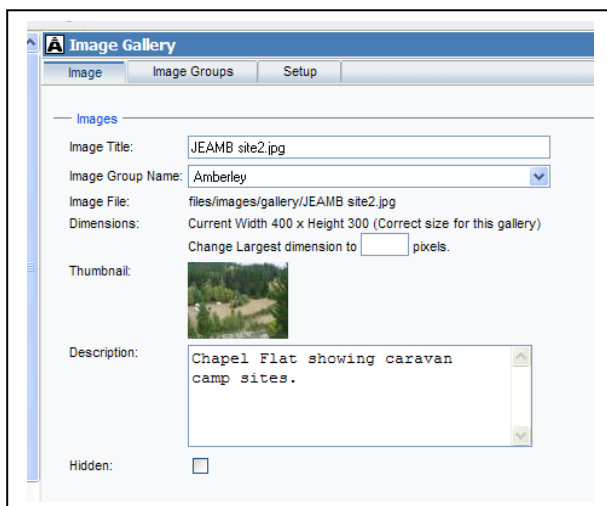 Image Gallery
Image Image Groups Setup
Images
Image Title: JEAMB site2.jpg
Image Group Name: Amberley
Image File: files/images/gallery/JEAMB site2.jpg
Dimensions: Current Width 400 x Height 300 (Correct size for this gallery)
Change Largest dimension to pixels.
Thumbnail:
Description: Chapel Flat showing caravan
camp sites.
Hidden: